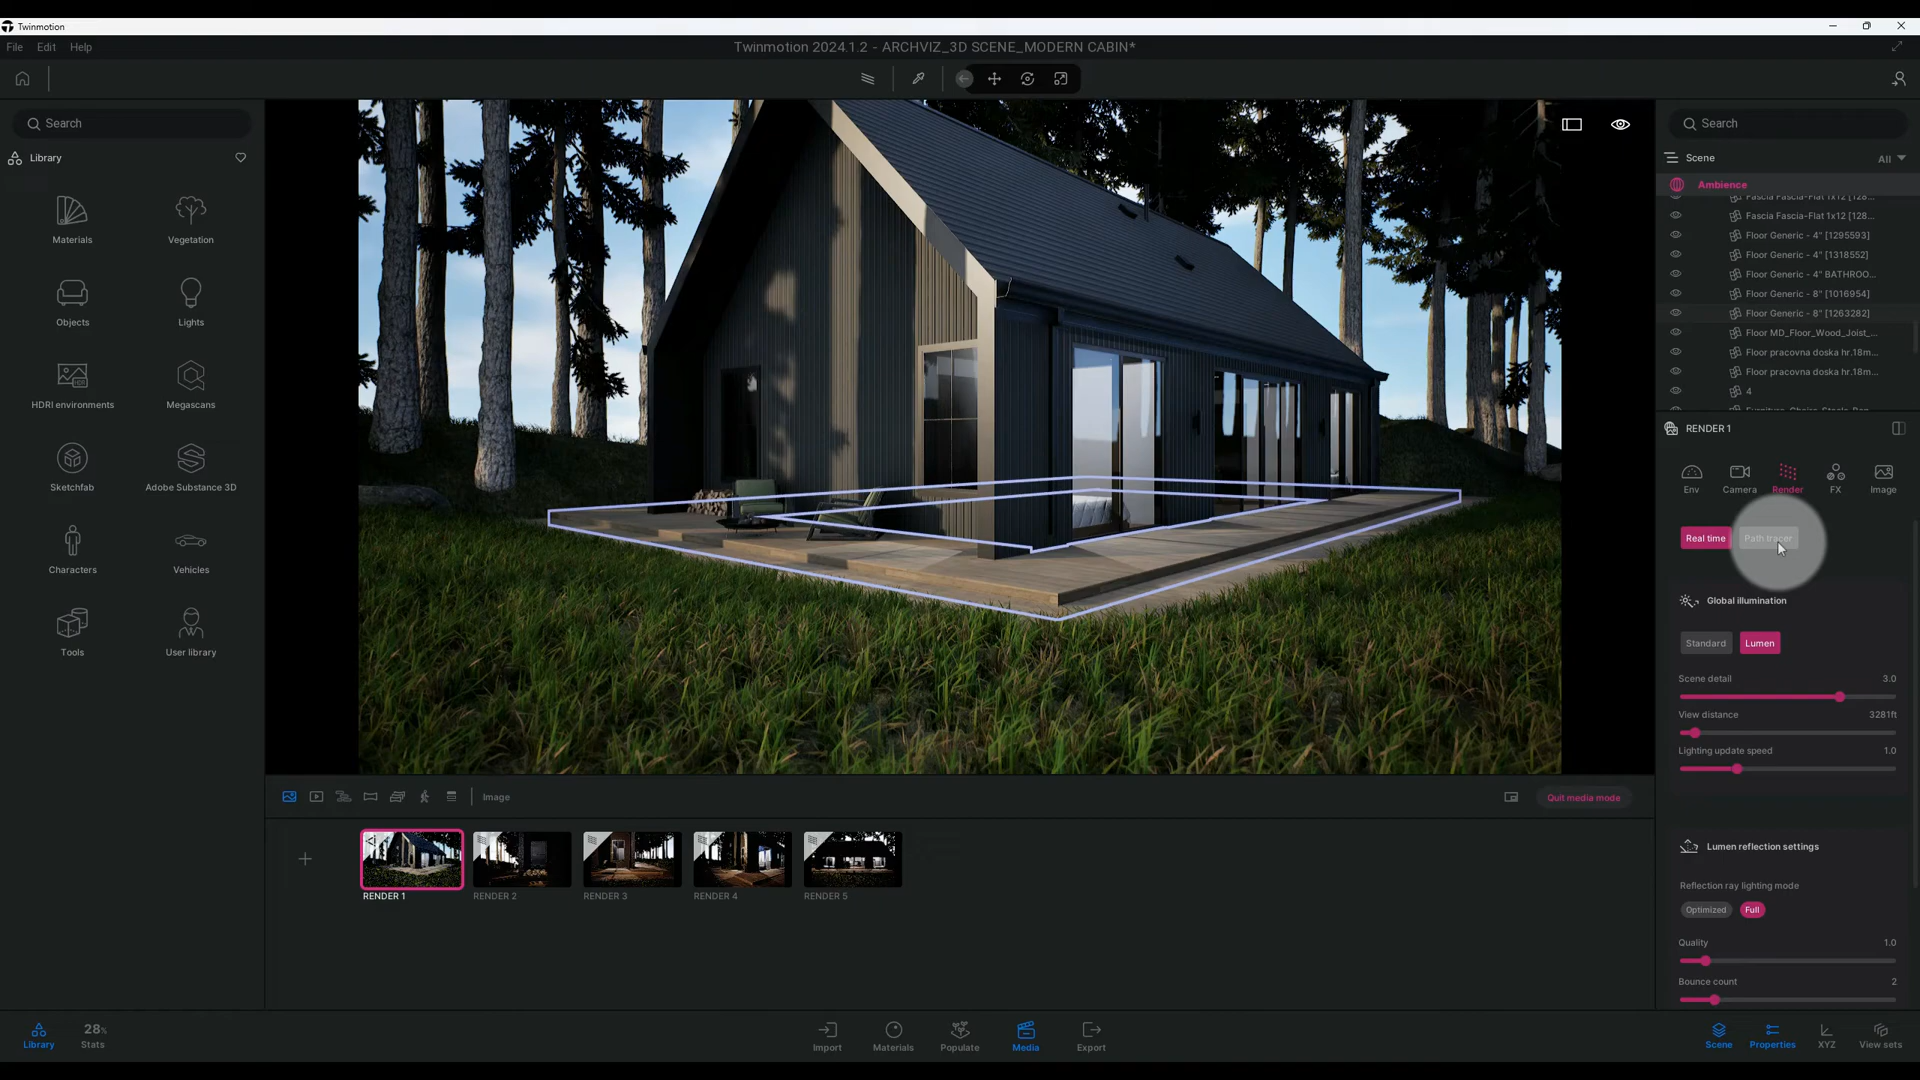 Twinmotion
File Edit Help
Twinmotion 2024.1.2 - ARCHVIZ_3D SCENE_MODERN CABIN*
Search
Library
Materials
Vegetation
Objects
Lights
HDRI environments
Megascans
Sketchfab
Adobe Substance 3D
Characters
Vehicles
Tools
User library
Search
Scene
All
Ambience
Fascia Fascia-Flat 1x12 [128...
Fascia Fascia-Flat 1x12 [128...
Floor Generic - 4" [1295593]
Floor Generic - 4" [1318552]
Floor Generic - 4" BATHROO...
Floor Generic - 8" [1016954]
Floor Generic - 8" [1263282]
Floor MD_Floor_Wood_Joist_...
Floor pracovna doska hr.18m...
Floor pracovna doska hr.18m...
4
RENDER 1
Env Camera Render FX Image
Real time Path tracer
Global illumination
Standard Lumen
Scene detail 3.0
View distance 3281ft
Lighting update speed 1.0
Lumen reflection settings
Reflection ray lighting mode
Optimized Full
Quality 1.0
Bounce count 2
Image
Quit media mode
RENDER 1 RENDER 2 RENDER 3 RENDER 4 RENDER 5
Library
28%
Stats
Import Materials Populate Media Export
Scene Properties XYZ View sets